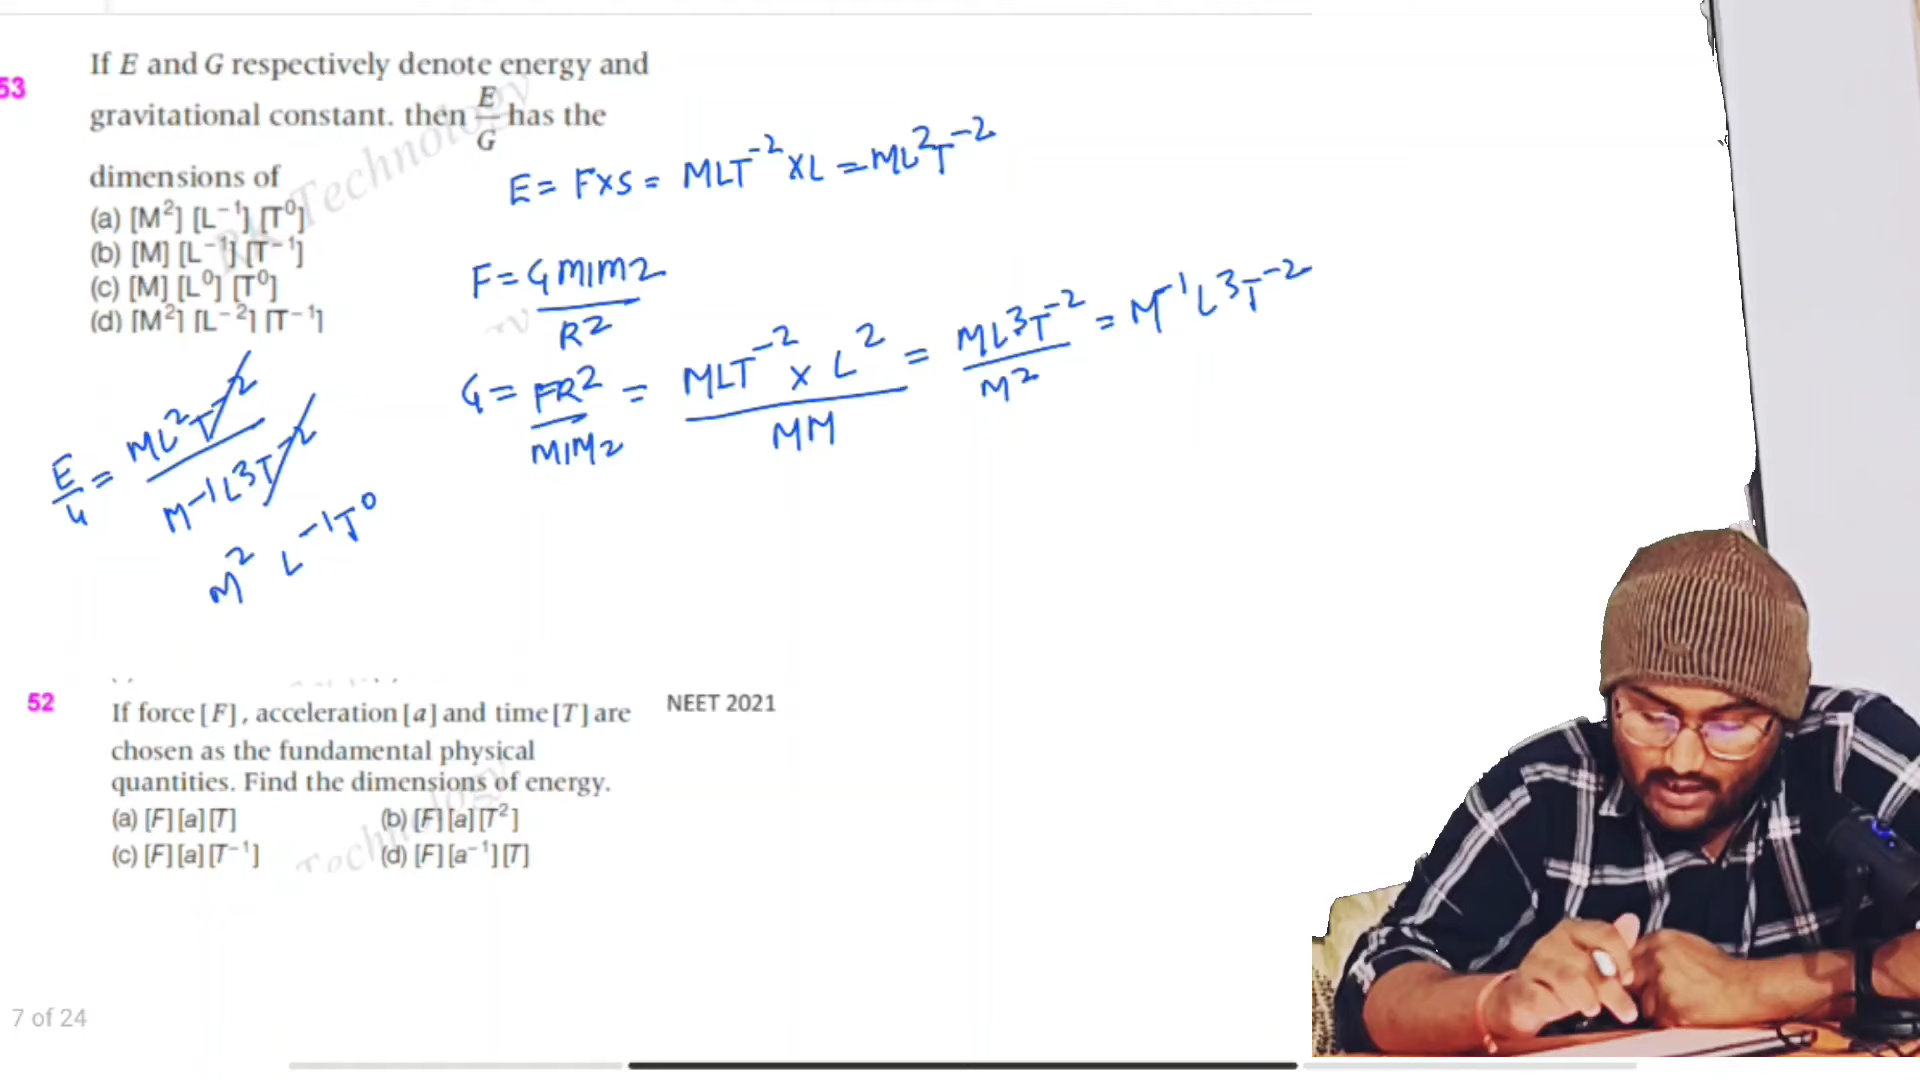 53
If E and G respectively denote energy and
gravitational constant. then E/G has the
dimensions of
(a) [M²] [L⁻¹] [T⁰]
(b) [M] [L⁻¹] [T⁻¹]
(c) [M] [L⁰] [T⁰]
(d) [M²] [L⁻²] [T⁻¹]
E = F×S = MLT⁻² × L = ML²T⁻²
F = G M1M2 / R²
G = FR² / M1M2 = MLT⁻² × L² / MM = ML³T⁻² / M² = M⁻¹L³T⁻²
E/G = ML²T⁻² / M⁻¹L³T⁻²
M² L⁻¹T⁰
RK Technology
52
If force [F], acceleration [a] and time [T] are
NEET 2021
chosen as the fundamental physical
quantities. Find the dimensions of energy.
(a) [F] [a] [T]
(b) [F] [a] [T²]
(c) [F] [a] [T⁻¹]
(d) [F] [a⁻¹] [T]
Technology
7 of 24